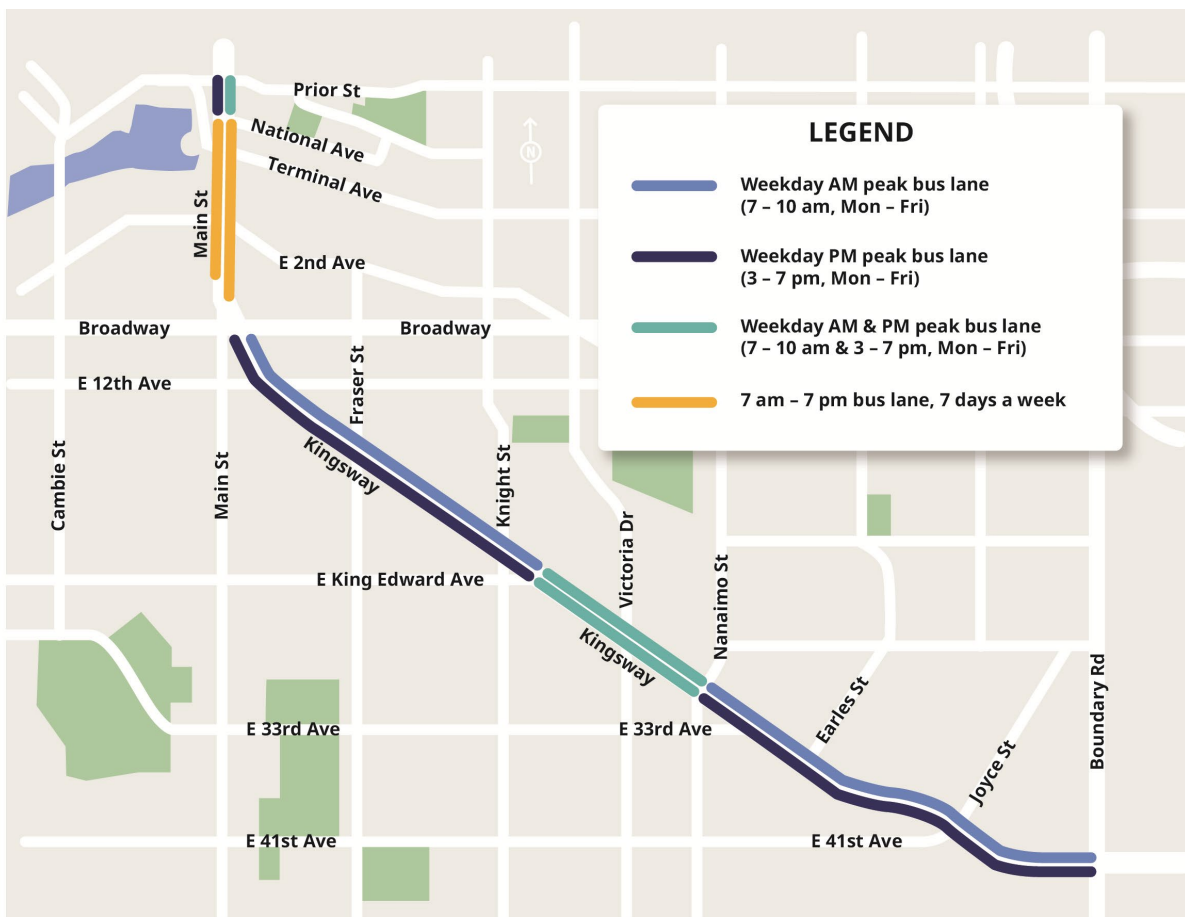 Prior St
National Ave
Terminal Ave
Main St
E 2nd Ave
N
LEGEND
Weekday AM peak bus lane
(7 – 10 am, Mon – Fri)
Weekday PM peak bus lane
(3 – 7 pm, Mon – Fri)
Weekday AM & PM peak bus lane
(7 – 10 am & 3 – 7 pm, Mon – Fri)
7 am – 7 pm bus lane, 7 days a week
Broadway
Broadway
E 12th Ave
Fraser St
Kingsway
Cambie St
Main St
Knight St
Victoria Dr
Nanaimo St
E King Edward Ave
Kingsway
E 33rd Ave
E 33rd Ave
Earles St
Joyce St
Boundary Rd
E 41st Ave
E 41st Ave